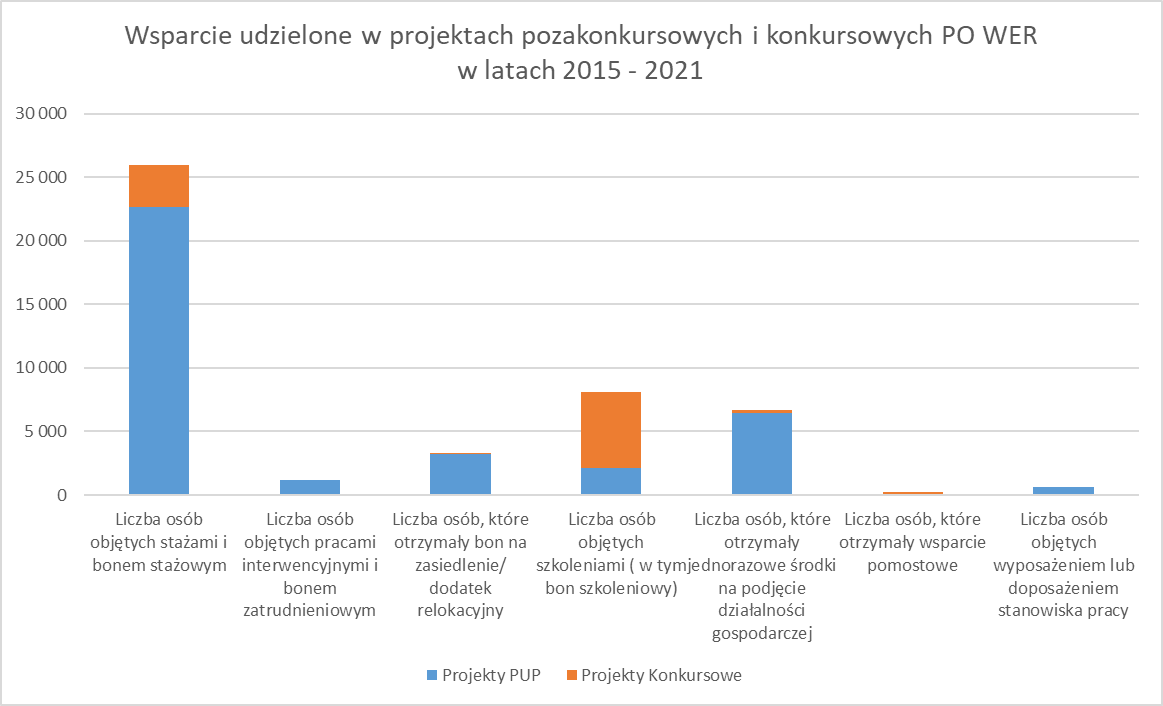 Wsparcie udzielone w projektach pozakonkursowych i konkursowych PO WER
w latach 2015 - 2021
30 000
25 000
20 000
15 000
10 000
5 000
0
Liczba osób
objętych stażami i
bonem stażowym
Liczba osób
objętych pracami
interwencyjnymi i
bonem
zatrudnieniowym
Liczba osób, które
otrzymały bon na
zasiedlenie/
dodatek
relokacyjny
Liczba osób
objętych
szkoleniami ( w tym
bon szkoleniowy)
Liczba osób, które
otrzymały
jednorazowe środki
na podjęcie
działalności
gospodarczej
Liczba osób, które
otrzymały wsparcie
pomostowe
Liczba osób
objętych
wyposażeniem lub
doposażeniem
stanowiska pracy
Projekty PUP
Projekty Konkursowe